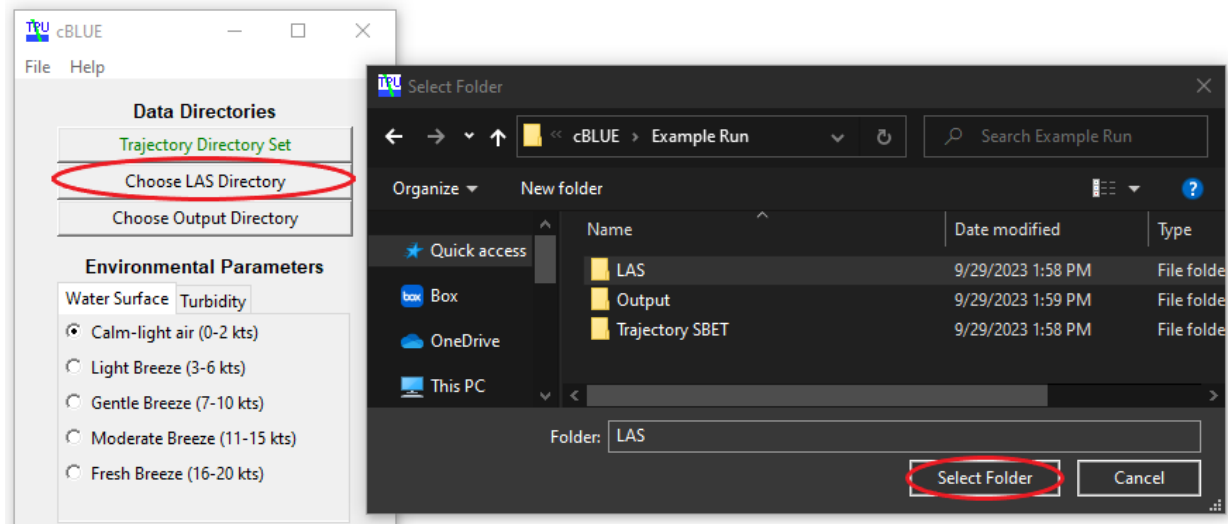 TPU cBLUE
File Help
Data Directories
Trajectory Directory Set
Choose LAS Directory
Choose Output Directory
Environmental Parameters
Water Surface Turbidity
Calm-light air (0-2 kts)
Light Breeze (3-6 kts)
Gentle Breeze (7-10 kts)
Moderate Breeze (11-15 kts)
Fresh Breeze (16-20 kts)
TPU Select Folder
« cBLUE › Example Run
Search Example Run
Organize New folder
?
Quick access
box Box
OneDrive
This PC
Name Date modified Type
LAS 9/29/2023 1:58 PM File folde
Output 9/29/2023 1:59 PM File folde
Trajectory SBET 9/29/2023 1:58 PM File folde
Folder: LAS
Select Folder Cancel